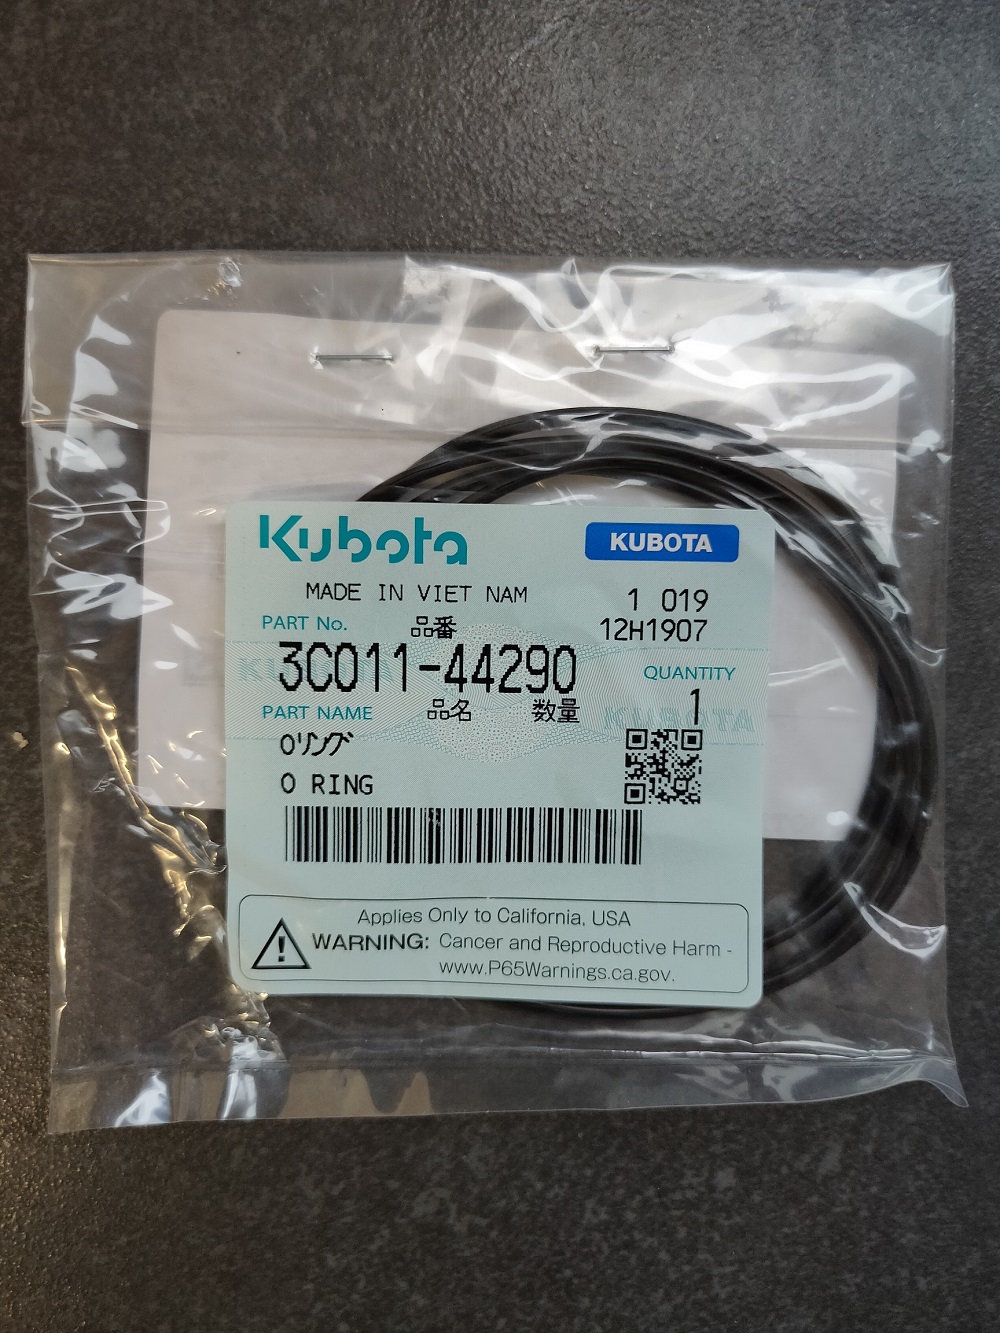 Kubota
KUBOTA
MADE IN VIET NAM
1 019
PART No.
品番
12H1907
3C011-44290
QUANTITY
1
PART NAME
品名
数量
Oリング
O RING
Applies Only to California, USA
WARNING: Cancer and Reproductive Harm -
www.P65Warnings.ca.gov.